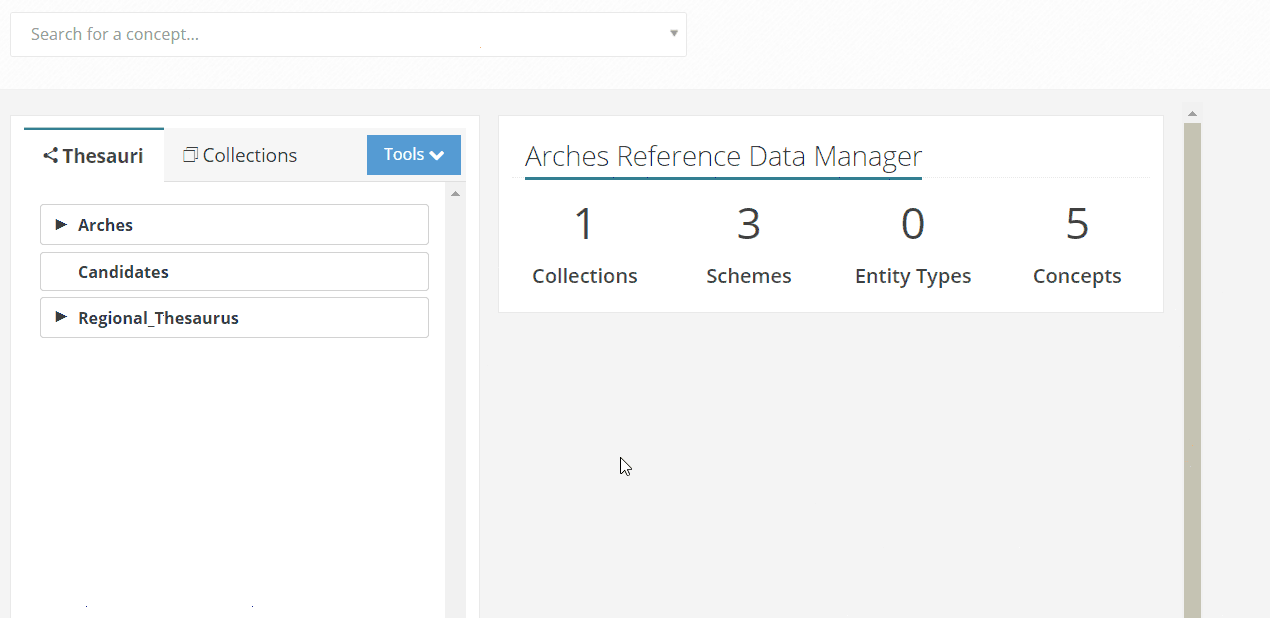 Search for a concept...
Thesauri
Collections
Tools
Arches
Candidates
Regional_Thesaurus
Arches Reference Data Manager
1 3 0 5
Collections Schemes Entity Types Concepts